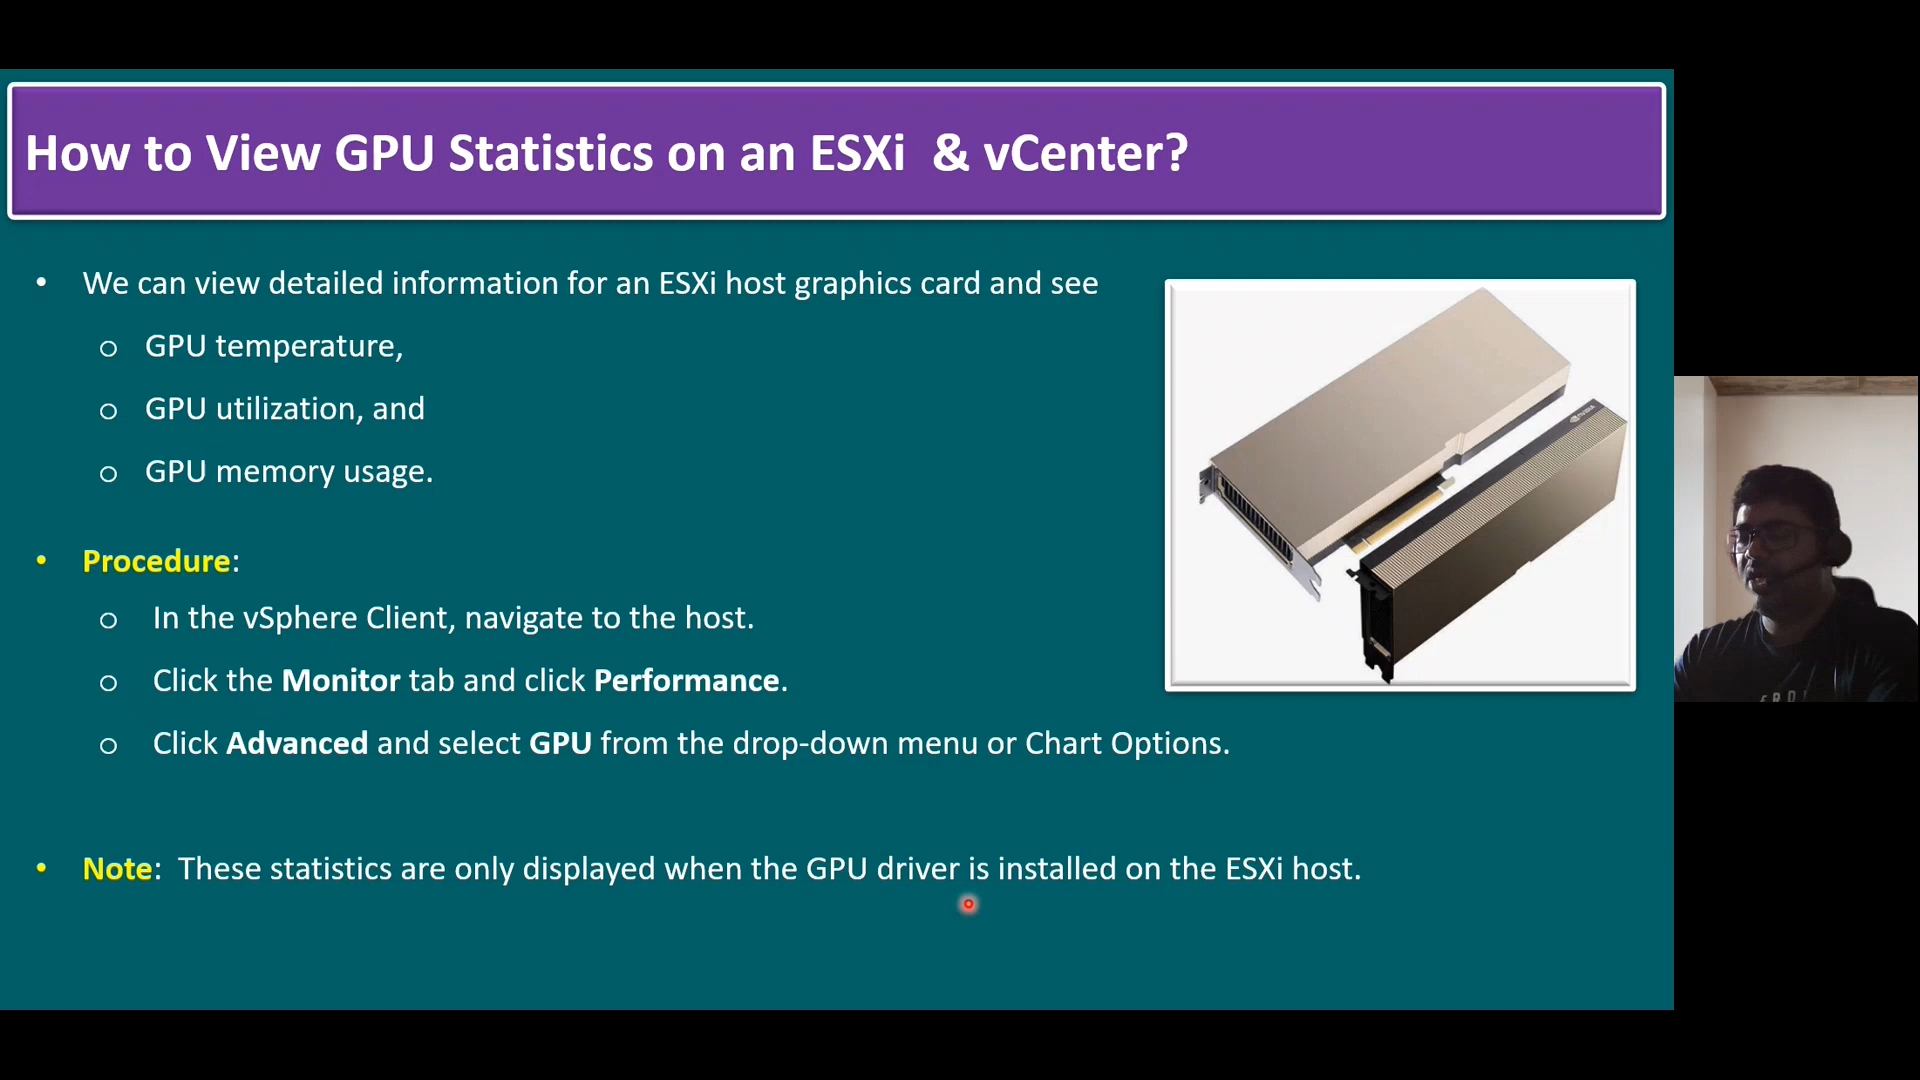 How to View GPU Statistics on an ESXi & vCenter?
• We can view detailed information for an ESXi host graphics card and see
o GPU temperature,
o GPU utilization, and
o GPU memory usage.
• Procedure:
o In the vSphere Client, navigate to the host.
o Click the Monitor tab and click Performance.
o Click Advanced and select GPU from the drop-down menu or Chart Options.
• Note: These statistics are only displayed when the GPU driver is installed on the ESXi host.